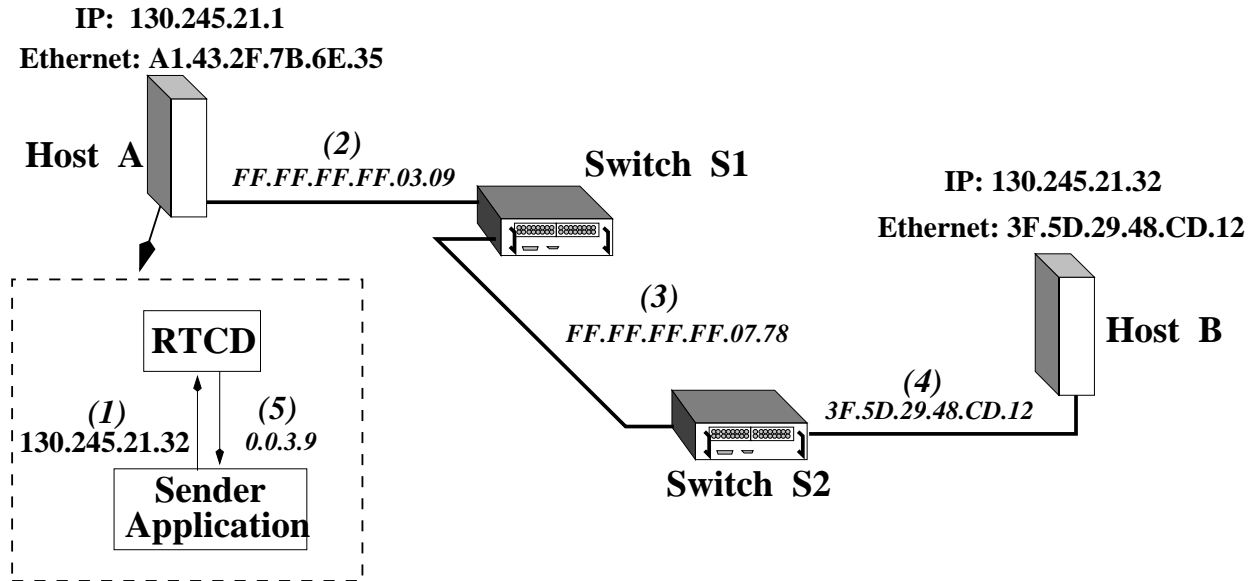 IP: 130.245.21.1
Ethernet: A1.43.2F.7B.6E.35
Host A
(2)
FF.FF.FF.FF.03.09
Switch S1
IP: 130.245.21.32
Ethernet: 3F.5D.29.48.CD.12
(3)
FF.FF.FF.FF.07.78
Host B
RTCD
(1)
130.245.21.32
(5)
0.0.3.9
(4)
3F.5D.29.48.CD.12
Sender
Application
Switch S2